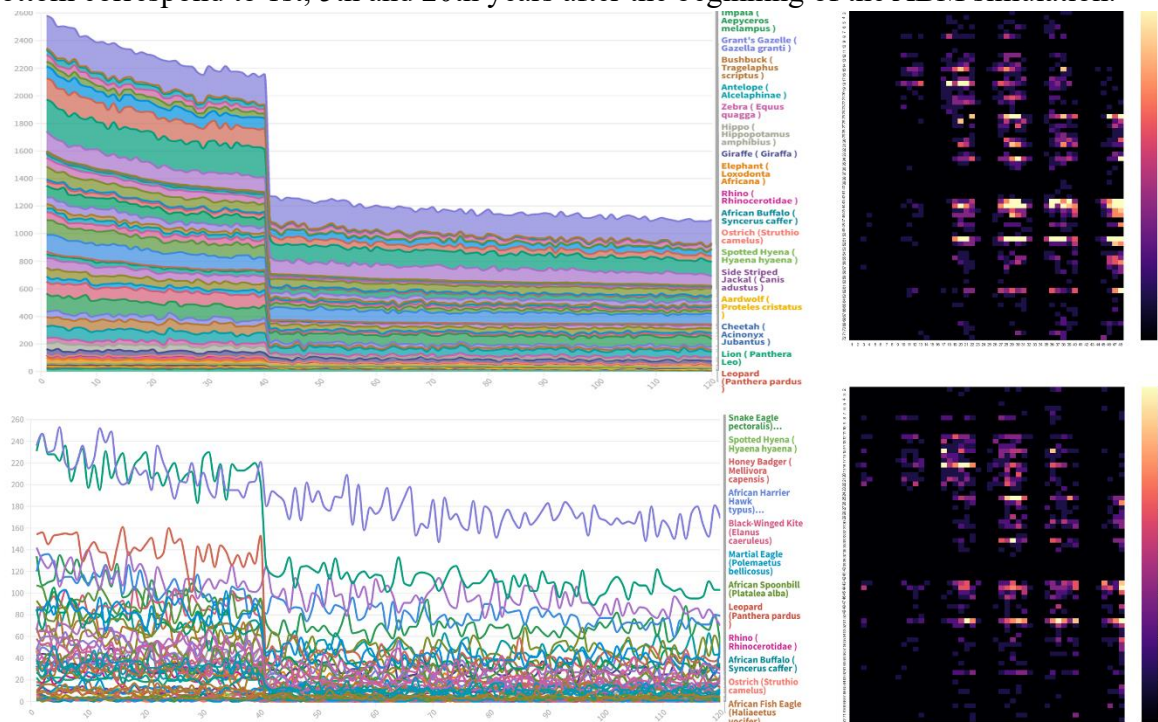 ottom correspond to 1st, 5th and 20th years after the beginning of the ABM simulation.
2600
2400
2200
2000
1800
1600
1400
1200
1000
800
600
400
200
0
0
10
20
30
40
50
60
70
80
90
100
110
120
Impala (
Aepyceros
melampus )
Grant's Gazelle (
Gazella granti )
Bushbuck (
Tragelaphus
scriptus )
Antelope (
Alcelaphinae )
Zebra ( Equus
quagga )
Hippo (
Hippopotamus
amphibius )
Giraffe ( Giraffa )
Elephant (
Loxodonta
Africana )
Rhino (
Rhinocerotidae )
African Buffalo (
Syncerus caffer )
Ostrich (Struthio
camelus)
Spotted Hyena (
Hyaena hyaena )
Side Striped
Jackal ( Canis
adustus )
Aardwolf (
Proteles cristatus
)
Cheetah (
Acinonyx
Jubantus )
Lion ( Panthera
Leo)
Leopard
(Panthera pardus
)
260
240
220
200
180
160
140
120
100
80
60
40
20
0
0
10
20
30
40
50
60
70
80
90
100
110
120
Snake Eagle
pectoralis)...
Spotted Hyena (
Hyaena hyaena )
Honey Badger (
Mellivora
capensis )
African Harrier
Hawk
typus)...
Black-Winged Kite
(Elanus
caeruleus)
Martial Eagle
(Polemaetus
bellicosus)
African Spoonbill
(Platalea alba)
Leopard
(Panthera pardus
)
Rhino (
Rhinocerotidae )
African Buffalo (
Syncerus caffer )
Ostrich (Struthio
camelus)
African Fish Eagle
(Haliaeetus
vocifer)